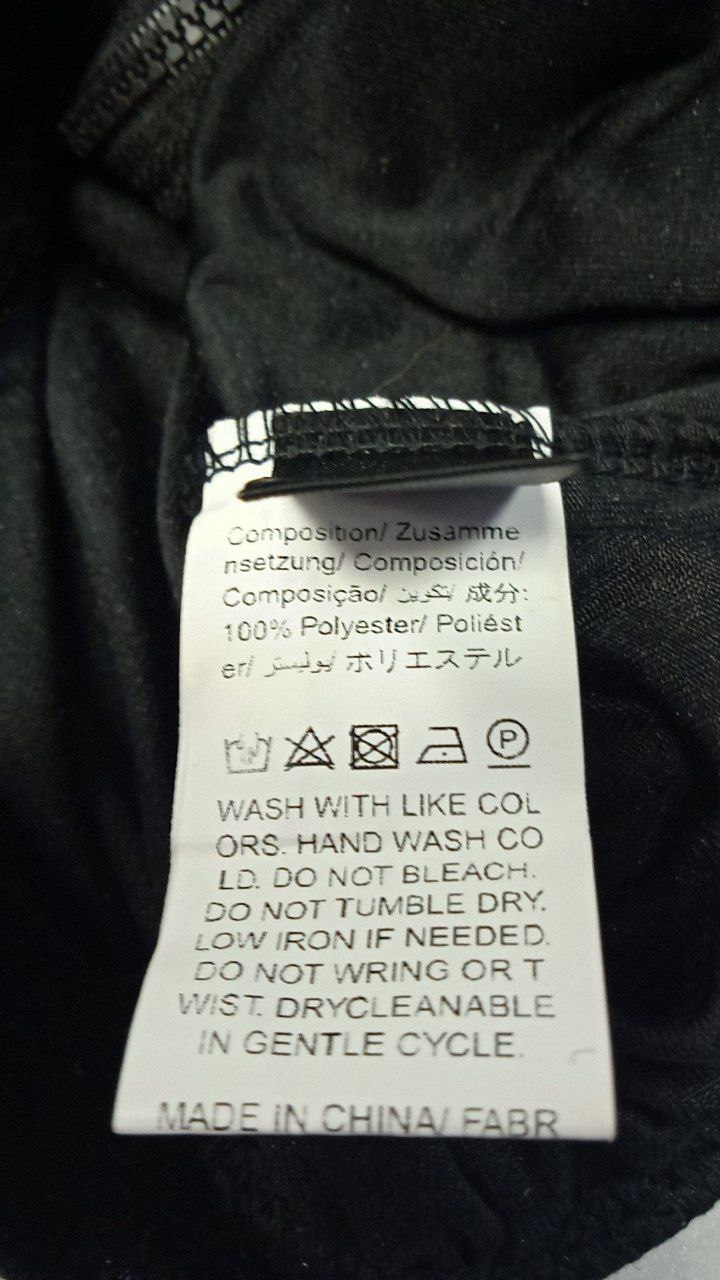 Composition/ Zusamme
nsetzung/ Composición/
Composição/ تكوين/ 成分:
100% Polyester/ Poliést
er/ بوليستر/ ポリエステル
P
WASH WITH LIKE COL
ORS. HAND WASH CO
LD. DO NOT BLEACH.
DO NOT TUMBLE DRY.
LOW IRON IF NEEDED.
DO NOT WRING OR T
WIST. DRYCLEANABLE
IN GENTLE CYCLE.
MADE IN CHINA/ FABR